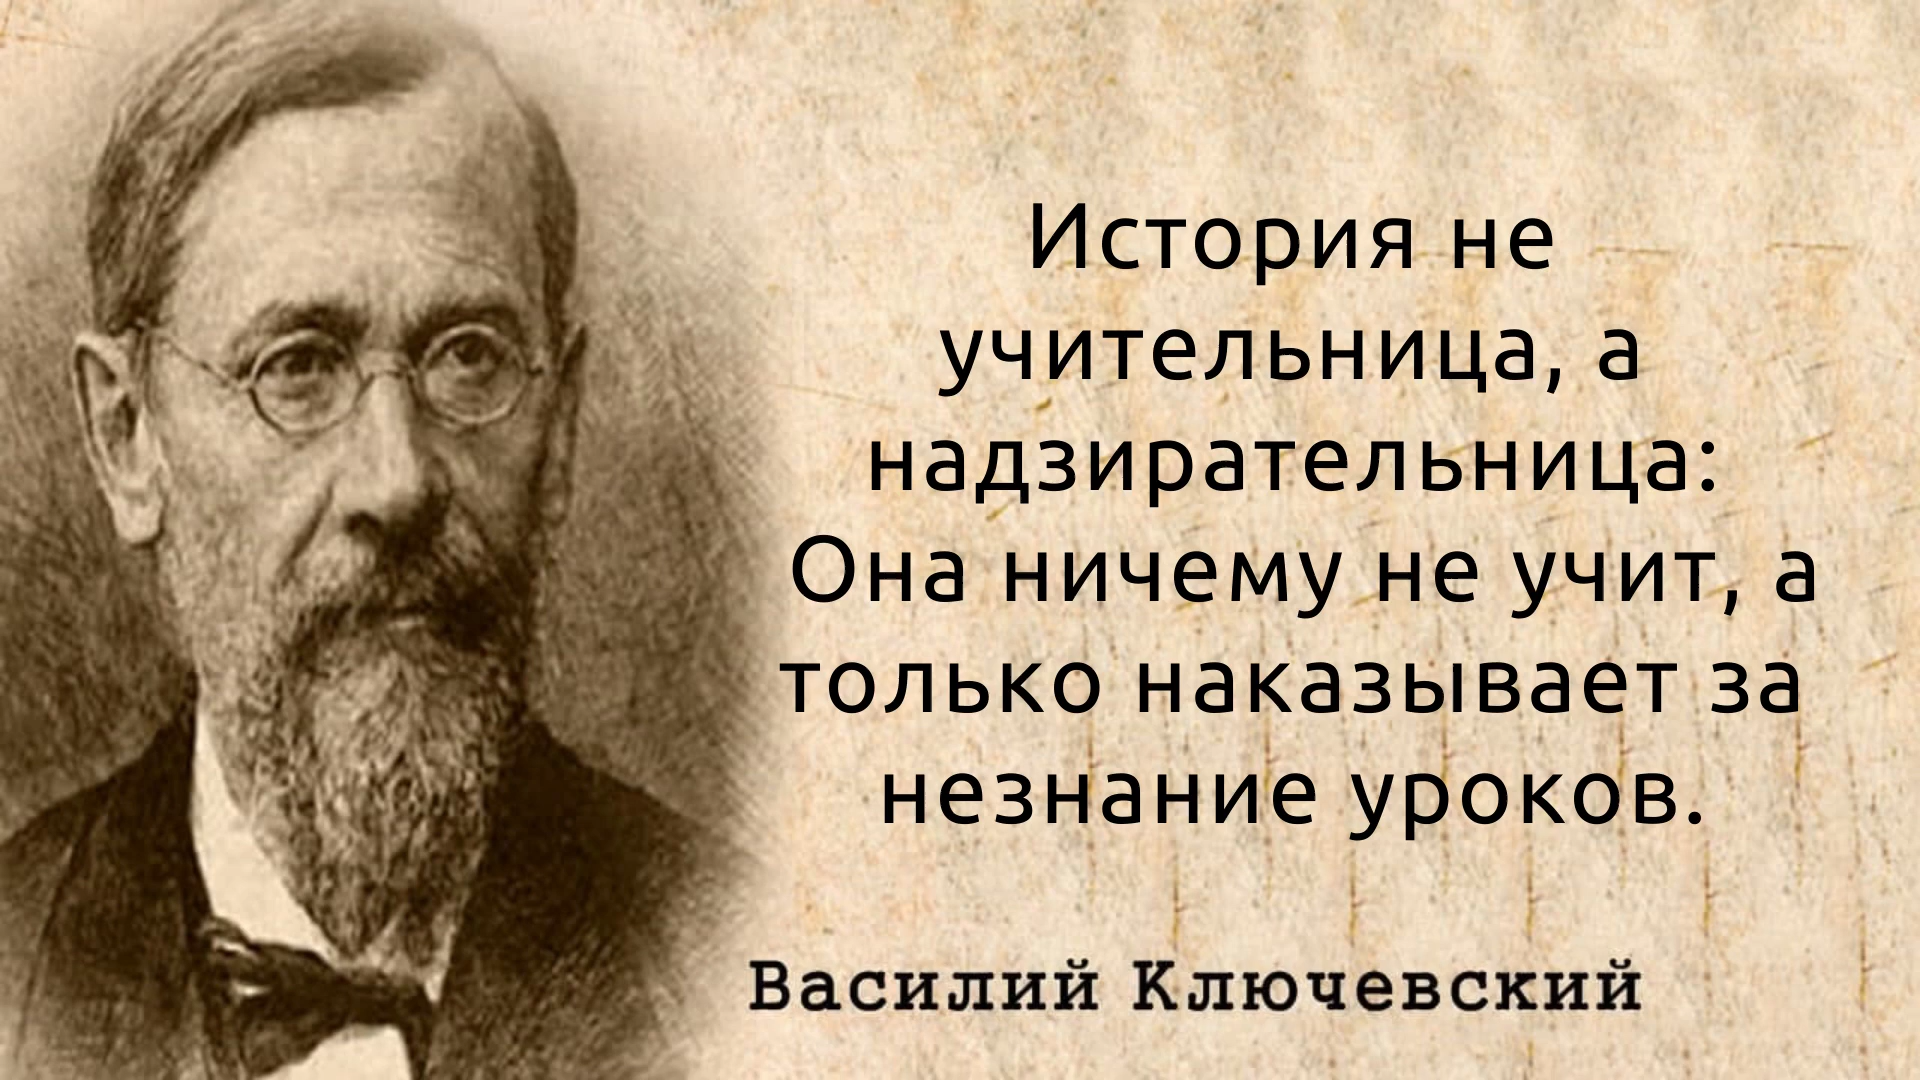 История не
учительница, а
надзирательница:
Она ничему не учит, а
только наказывает за
незнание уроков.
Василий Ключевский